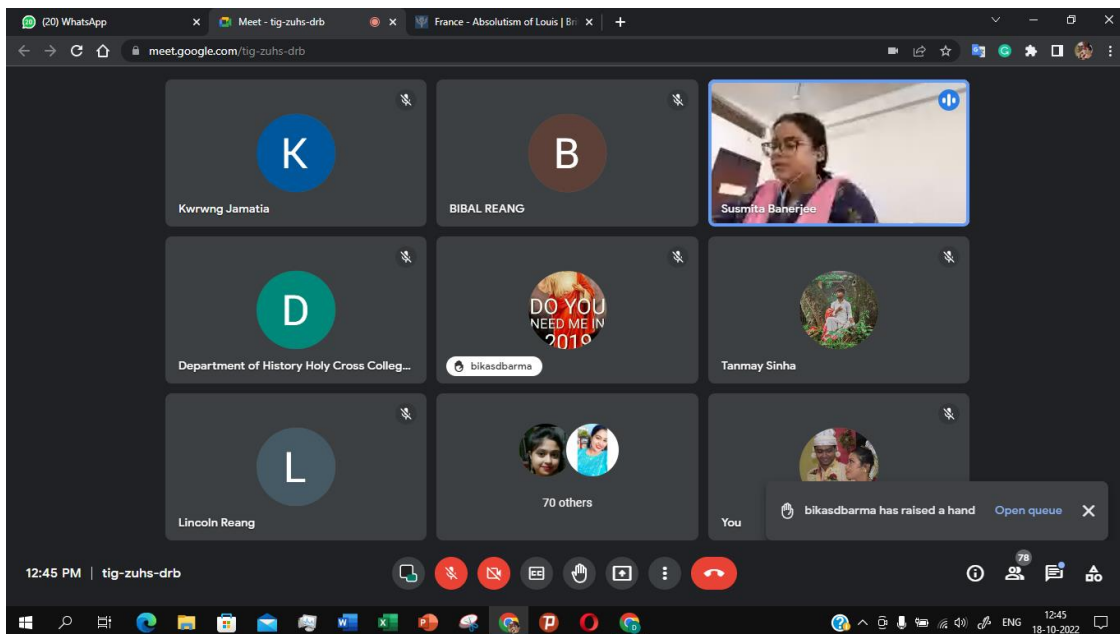 (20) WhatsApp
Meet - tig-zuhs-drb
France - Absolutism of Louis | Bri
meet.google.com/tig-zuhs-drb
K
Kwrwng Jamatia
B
BIBAL REANG
Susmita Banerjee
D
Department of History Holy Cross Colleg...
DO YOU
NEED ME IN
2019
bikasdbarma
Tanmay Sinha
L
Lincoln Reang
70 others
You
bikasdbarma has raised a hand Open queue
12:45 PM | tig-zuhs-drb
CC
78
ENG
12:45
18-10-2022